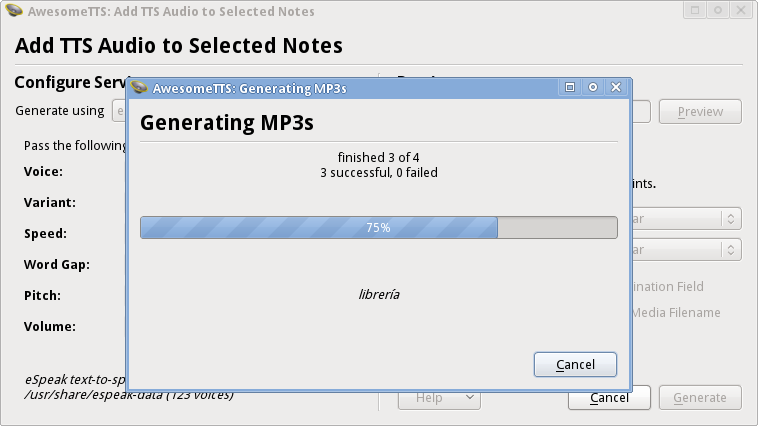 AwesomeTTS: Add TTS Audio to Selected Notes
Add TTS Audio to Selected Notes
Configure Serv
Generate using
Preview
Pass the following
Voice:
Variant:
Speed:
Word Gap:
Pitch:
Volume:
eSpeak text-to-sp
/usr/share/espeak-data (123 voices)
AwesomeTTS: Generating MP3s
Generating MP3s
finished 3 of 4
3 successful, 0 failed
75%
librería
Cancel
ints.
ar
ar
ination Field
Media Filename
Help
Cancel
Generate